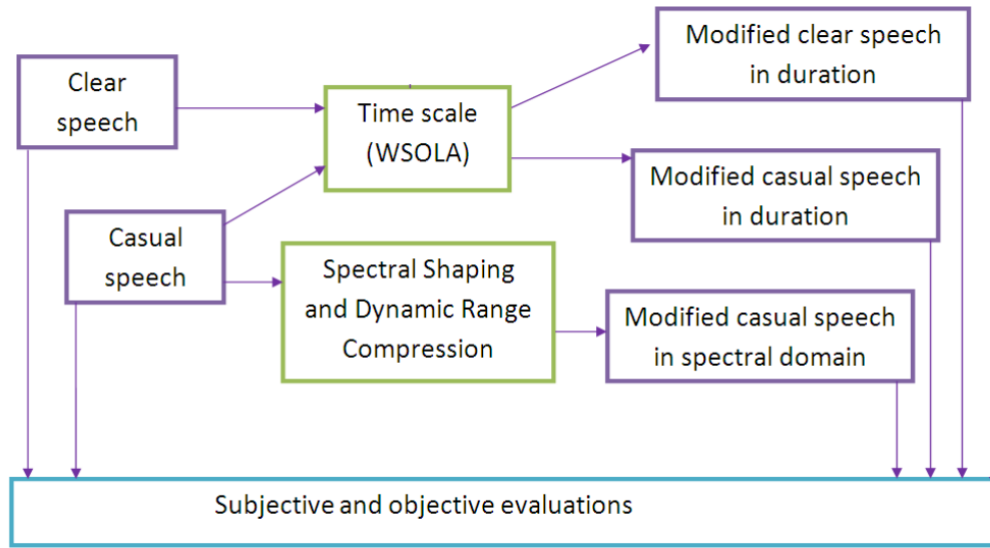 Clear
speech
Time scale
(WSOLA)
Modified clear speech
in duration
Modified casual speech
in duration
Casual
speech
Spectral Shaping
and Dynamic Range
Compression
Modified casual speech
in spectral domain
Subjective and objective evaluations